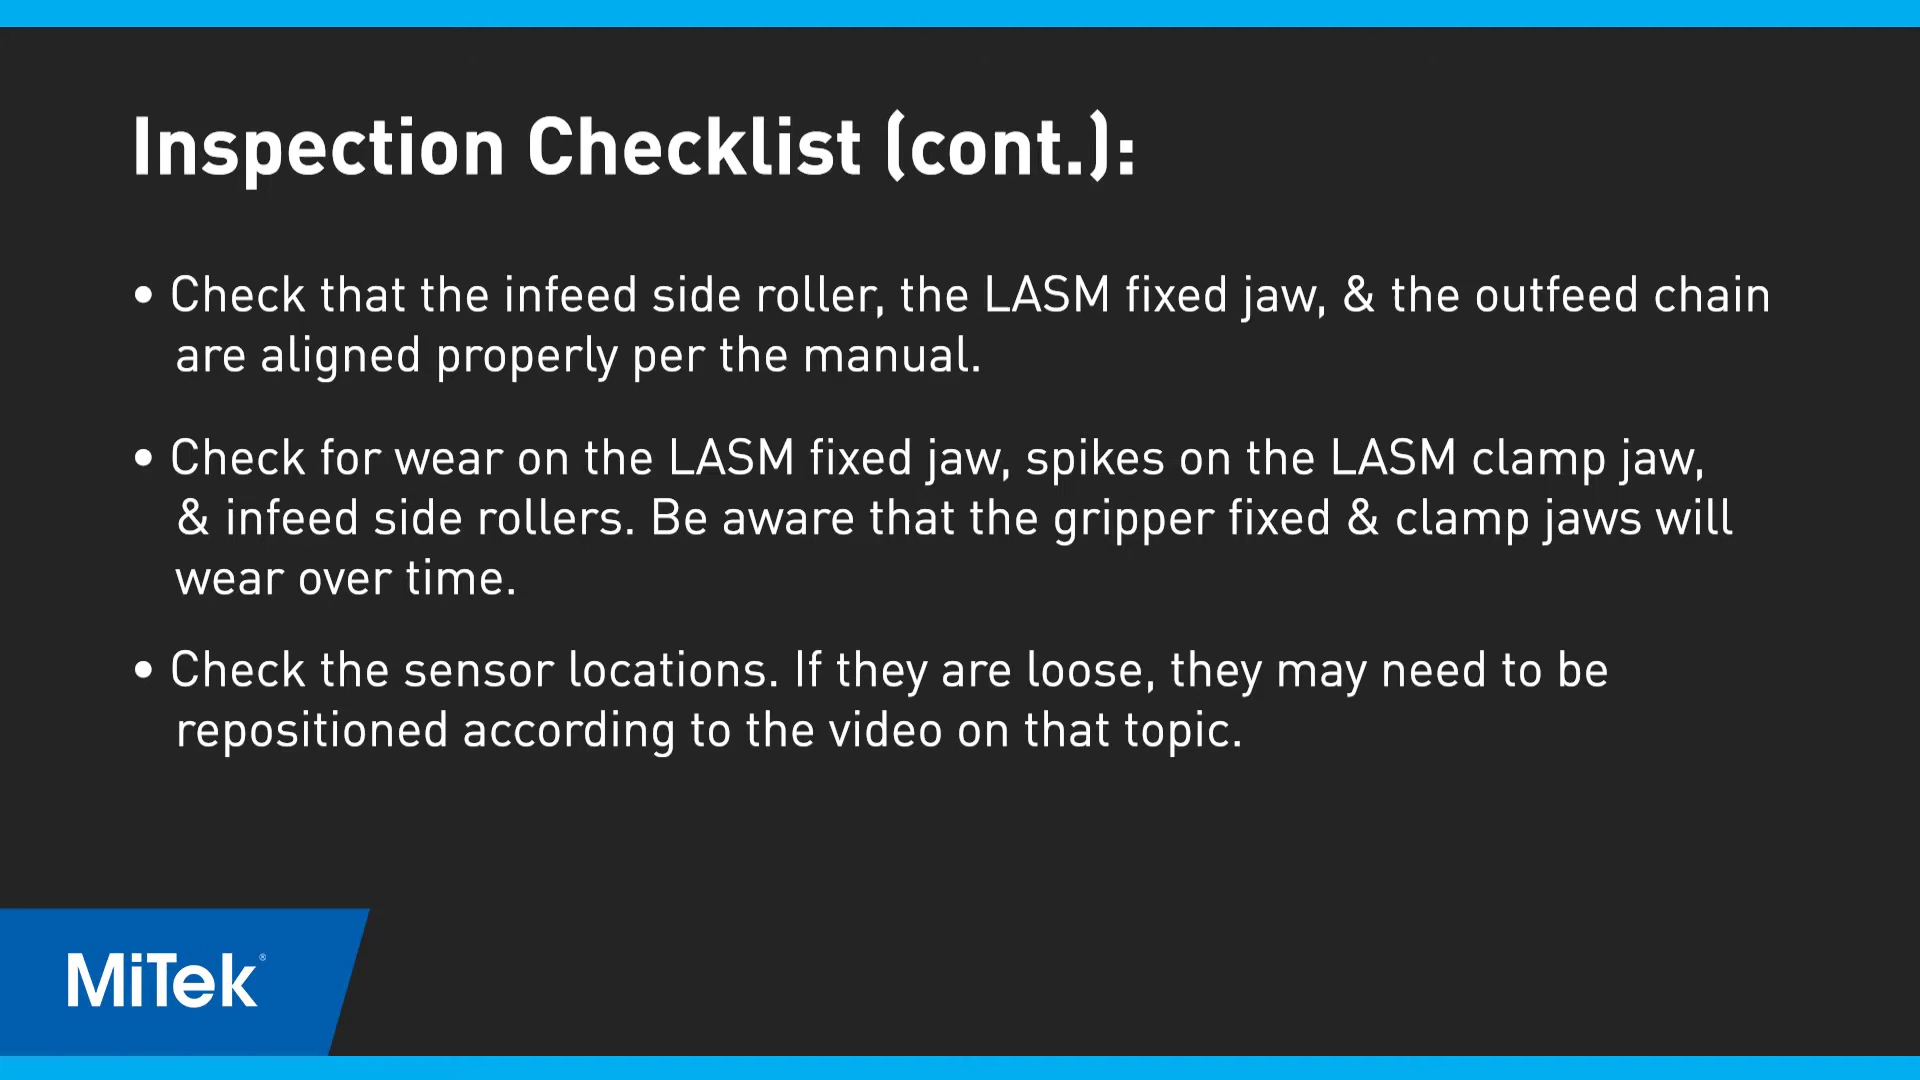 Inspection Checklist (cont.):
• Check that the infeed side roller, the LASM fixed jaw, & the outfeed chain
are aligned properly per the manual.
• Check for wear on the LASM fixed jaw, spikes on the LASM clamp jaw,
& infeed side rollers. Be aware that the gripper fixed & clamp jaws will
wear over time.
• Check the sensor locations. If they are loose, they may need to be
repositioned according to the video on that topic.
MiTek®